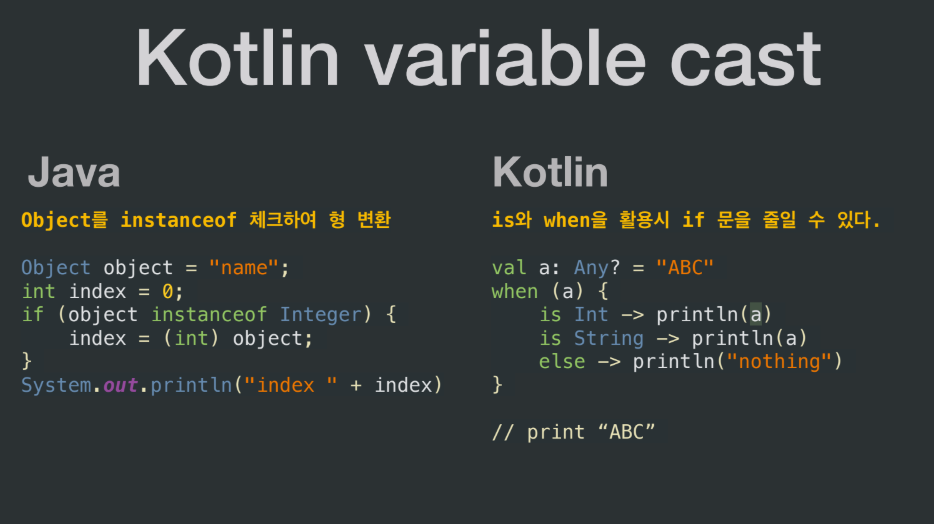 Kotlin variable cast
Java
Object를 instanceof 체크하여 형 변환
Object object = "name";
int index = 0;
if (object instanceof Integer) {
    index = (int) object;
}
System.out.println("index " + index)
Kotlin
is와 when을 활용시 if 문을 줄일 수 있다.
val a: Any? = "ABC"
when (a) {
    is Int -> println(a)
    is String -> println(a)
    else -> println("nothing")
}
// print “ABC”